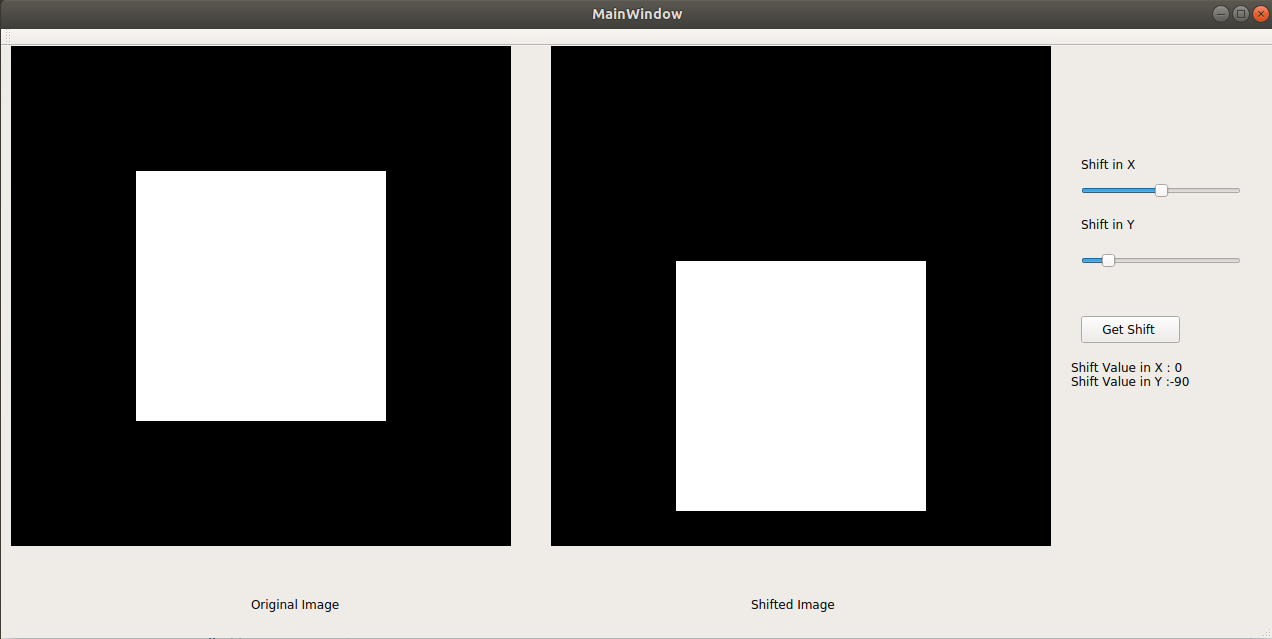 MainWindow
Shift in X
Shift in Y
Get Shift
Shift Value in X : 0
Shift Value in Y :-90
Original Image
Shifted Image